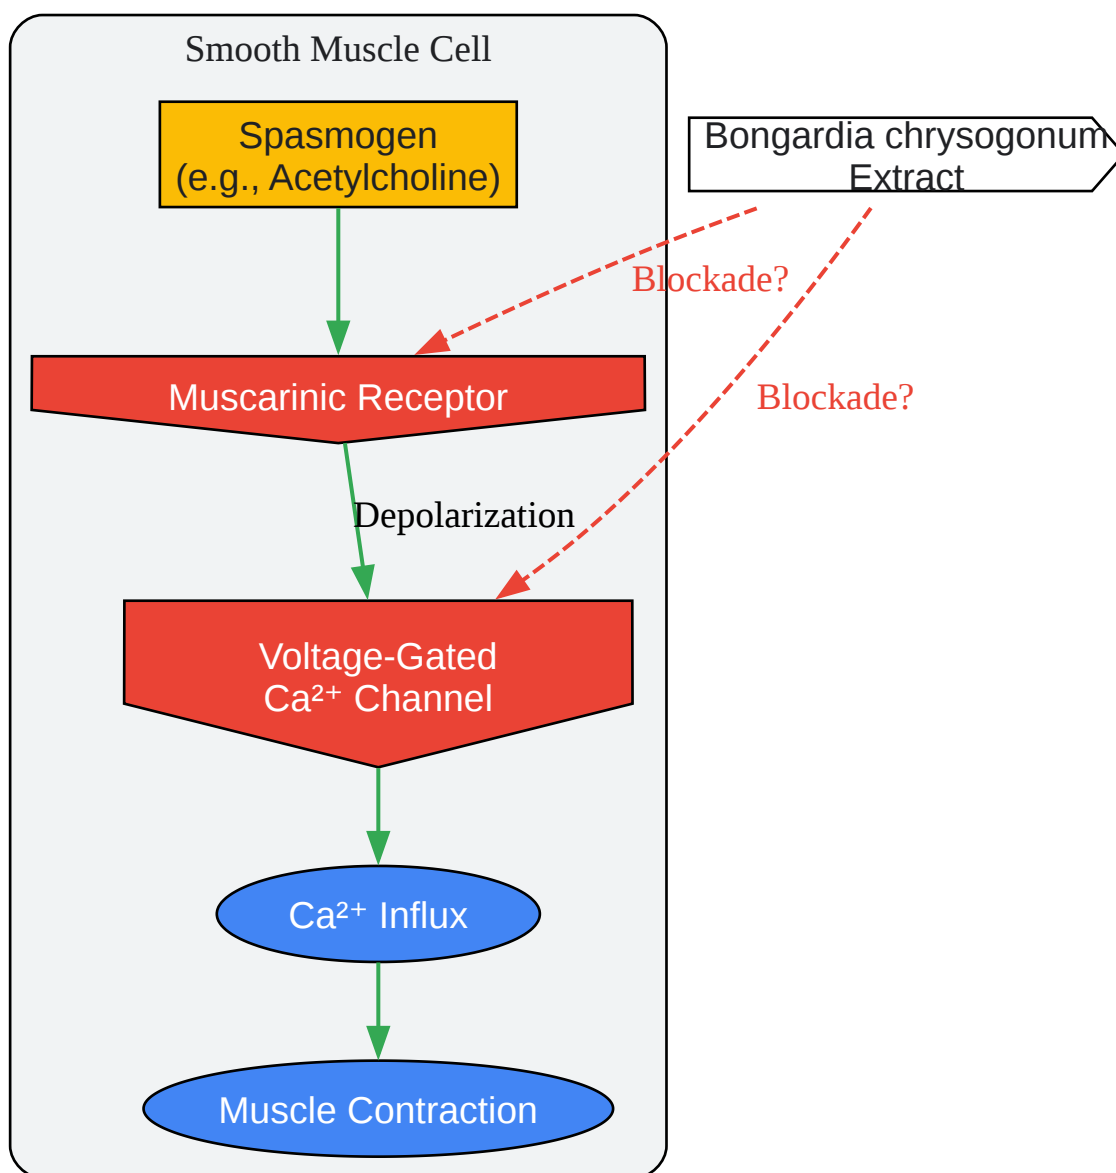 Smooth Muscle Cell
Spasmogen
(e.g., Acetylcholine)
Bongardia chrysogonum
Extract
Blockade?
Muscarinic Receptor
Blockade?
Depolarization
Voltage-Gated
Ca²⁺ Channel
Ca²⁺ Influx
Muscle Contraction